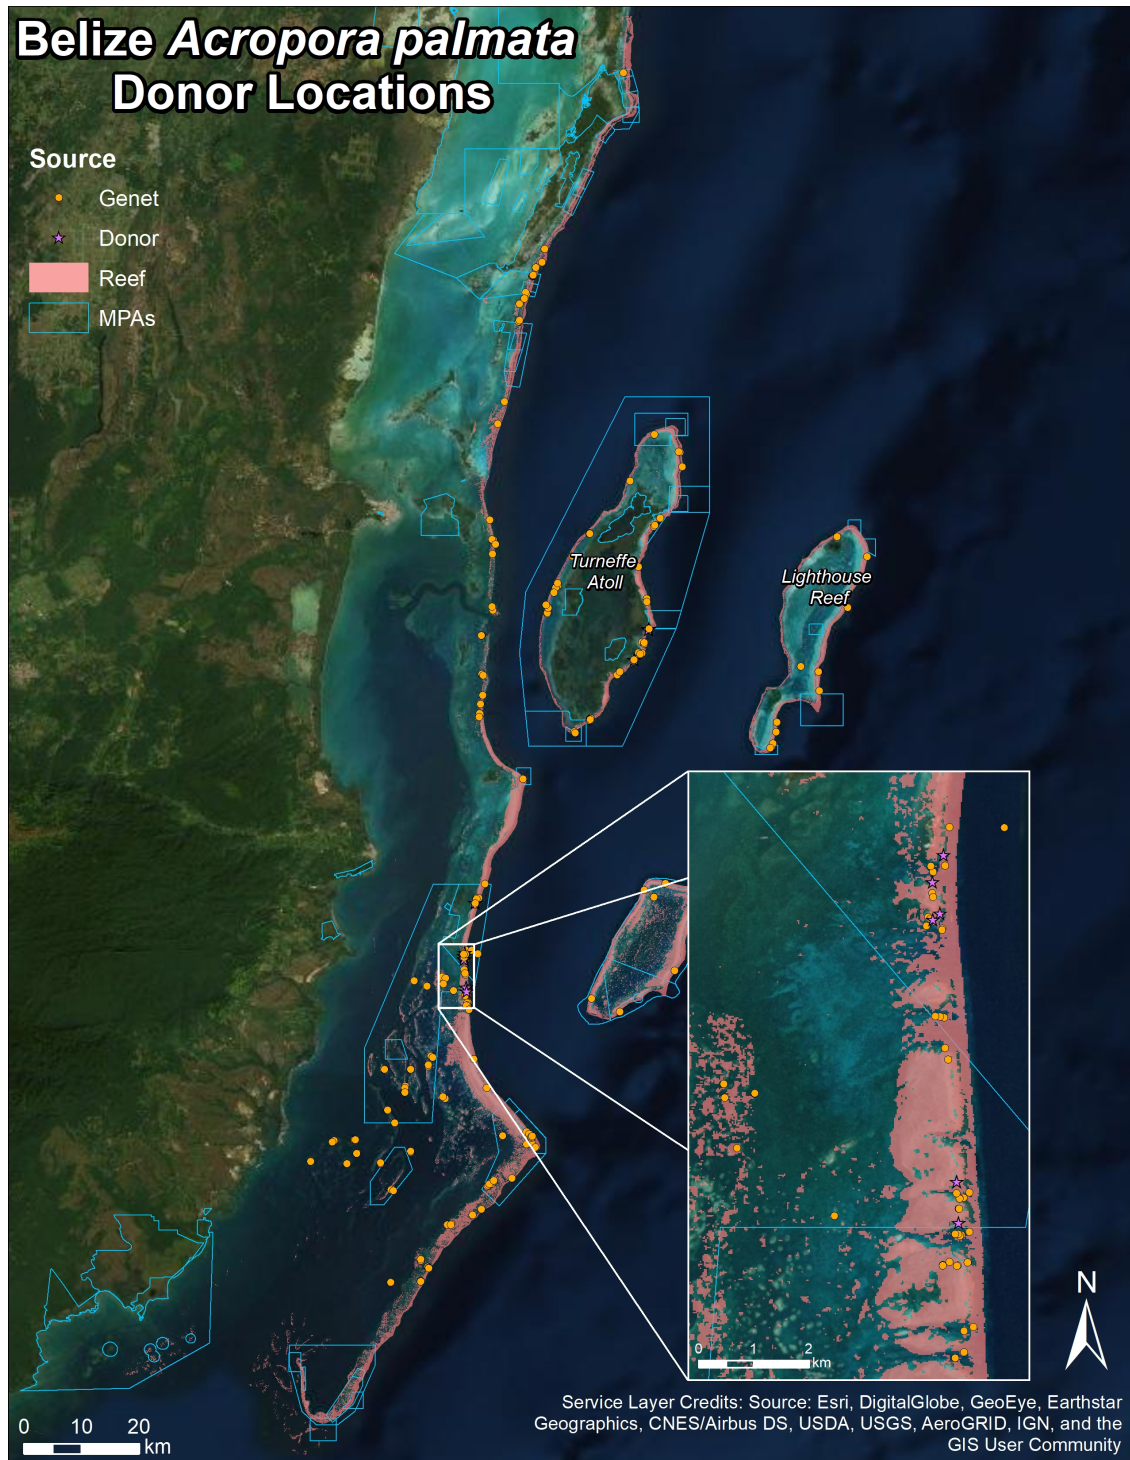 Belize Acropora palmata
Donor Locations
Source
Genet
Donor
Reef
MPAs
Turneffe
Atoll
Lighthouse
Reef
0 1 2
km
N
0 10 20
km
Service Layer Credits: Source: Esri, DigitalGlobe, GeoEye, Earthstar
Geographics, CNES/Airbus DS, USDA, USGS, AeroGRID, IGN, and the
GIS User Community